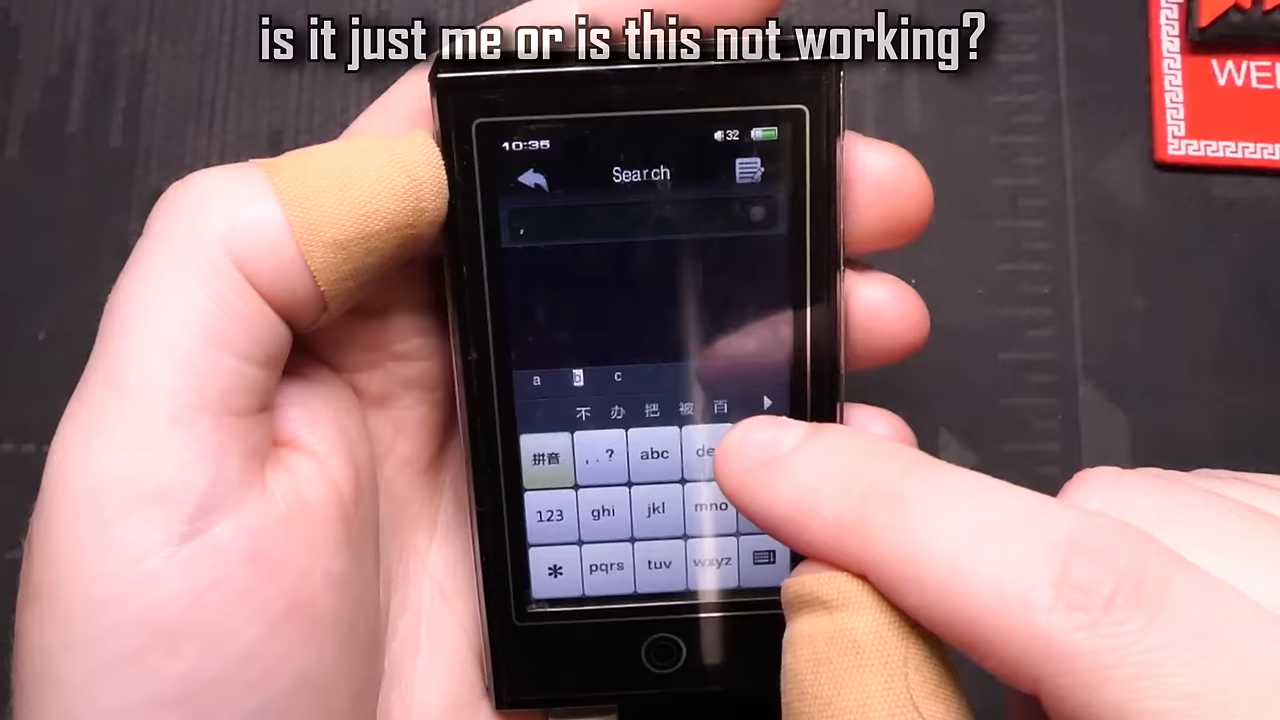 is it just me or is this not working?
WEI
10:35
32
Search
,
a b c
不 办 把 被 百
拼音 , . ? abc de
123 ghi jkl mno
* pqrs tuv wxyz